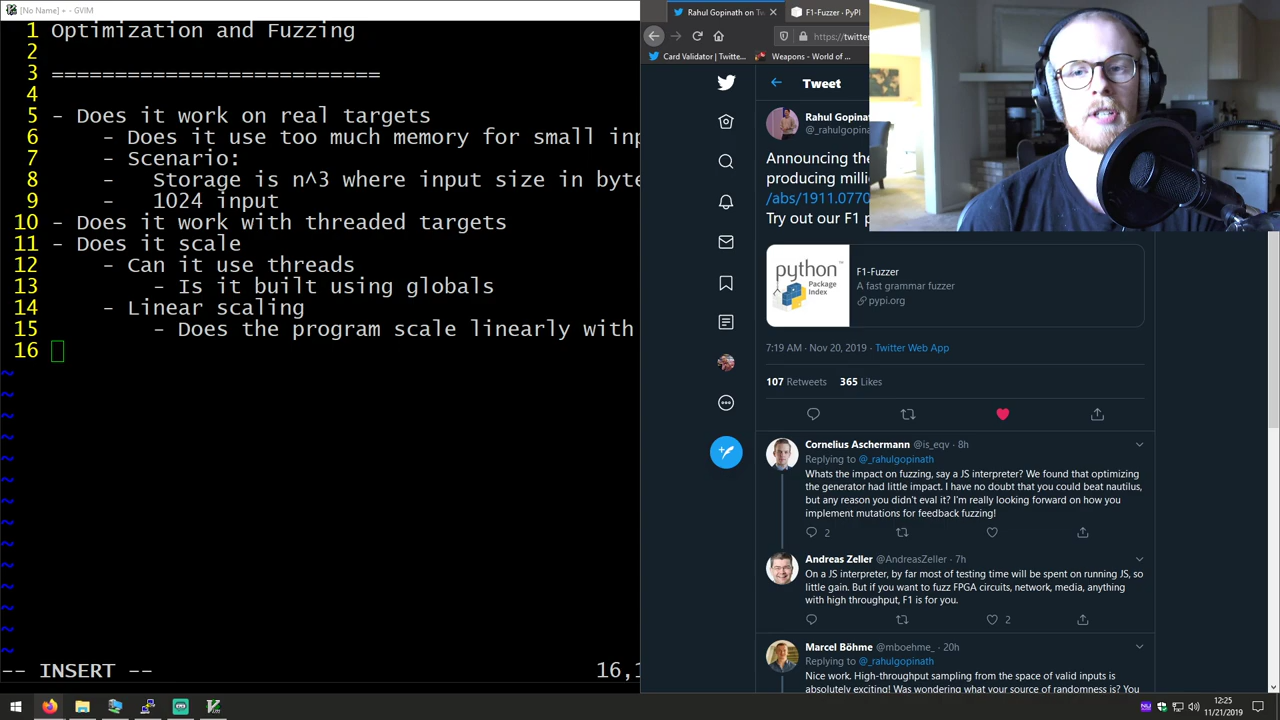 [No Name] + - GVIM
1 Optimization and Fuzzing
2
3 ==========================
4
5 - Does it work on real targets
6     - Does it use too much memory for small inp
7     - Scenario:
8     -   Storage is n^3 where input size in byte
9     -   1024 input
10 - Does it work with threaded targets
11 - Does it scale
12     - Can it use threads
13         - Is it built using globals
14     - Linear scaling
15         - Does the program scale linearly with
16
~
~
~
~
~
~
~
~
~
~
~
~
~
~
-- INSERT --
16,1
Rahul Gopinath on Tw
F1-Fuzzer · PyPI
https://twitte
Card Validator | Twitte...
Weapons - World of ...
Tweet
Rahul Gopina
@_rahulgopina
Announcing the
producing milli
/abs/1911.0770
Try out our F1 p
python
Package
Index
F1-Fuzzer
A fast grammar fuzzer
pypi.org
7:19 AM · Nov 20, 2019 · Twitter Web App
107 Retweets 365 Likes
Cornelius Aschermann @is_eqv · 8h
Replying to @_rahulgopinath
Whats the impact on fuzzing, say a JS interpreter? We found that optimizing
the generator had little impact. I have no doubt that you could beat nautilus,
but any reason you didn't eval it? I'm really looking forward on how you
implement mutations for feedback fuzzing!
2
Andreas Zeller @AndreasZeller · 7h
On a JS interpreter, by far most of testing time will be spent on running JS, so
little gain. But if you want to fuzz FPGA circuits, network, media, anything
with high throughput, F1 is for you.
2
Marcel Böhme @mboehme_ · 20h
Replying to @_rahulgopinath
Nice work. High-throughput sampling from the space of valid inputs is
absolutely exciting! Was wondering what your source of randomness is? You
12:25
11/21/2019